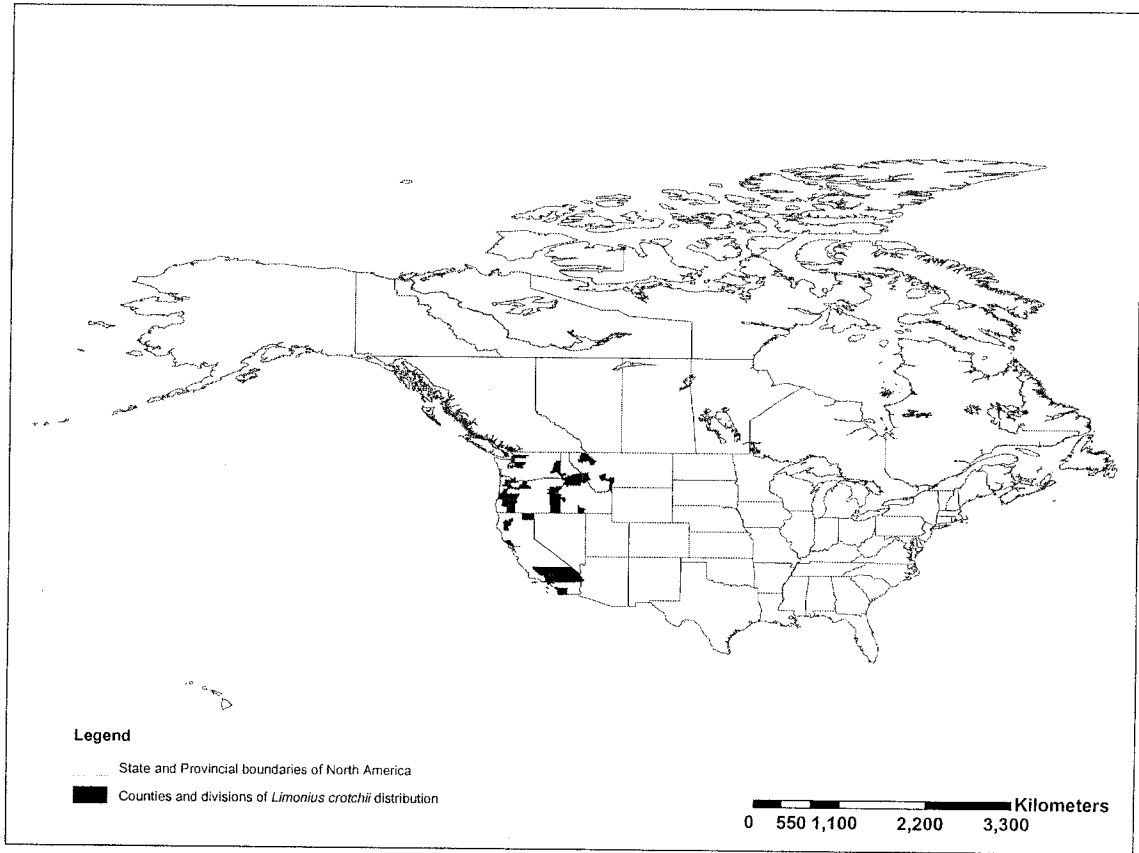 Legend
State and Provincial boundaries of North America
Counties and divisions of Limonius crotchii distribution
Kilometers
0 550 1,100 2,200 3,300